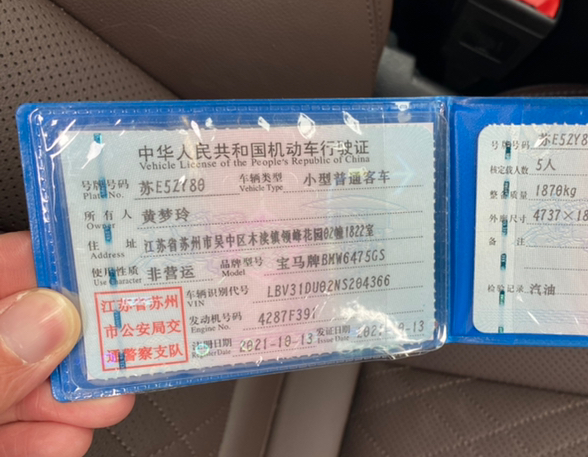 中华人民共和国机动车行驶证
Vehicle License of the People's Republic of China
号牌号码 苏E5ZY80 车辆类型 小型普通客车
Plate No. Vehicle Type
所有人 黄梦玲
Owner
住址 江苏省苏州市吴中区木渎镇领峰花园02幢1822室
Address
使用性质 非营运 品牌型号 宝马牌BMW6475GS
Use Character Model
江苏省苏州
市公安局交
通警察支队
车辆识别代号 LBV31DU02NS204366
VIN
发动机号码 4287F391
Engine No.
注册日期 2021-10-13 发证日期 2021-10-13
Register Date Issue Date
号牌号码 苏E5ZY8
核定载人数 5人
整备质量 1870kg
外廓尺寸 4737×18
备注
检验记录 汽油